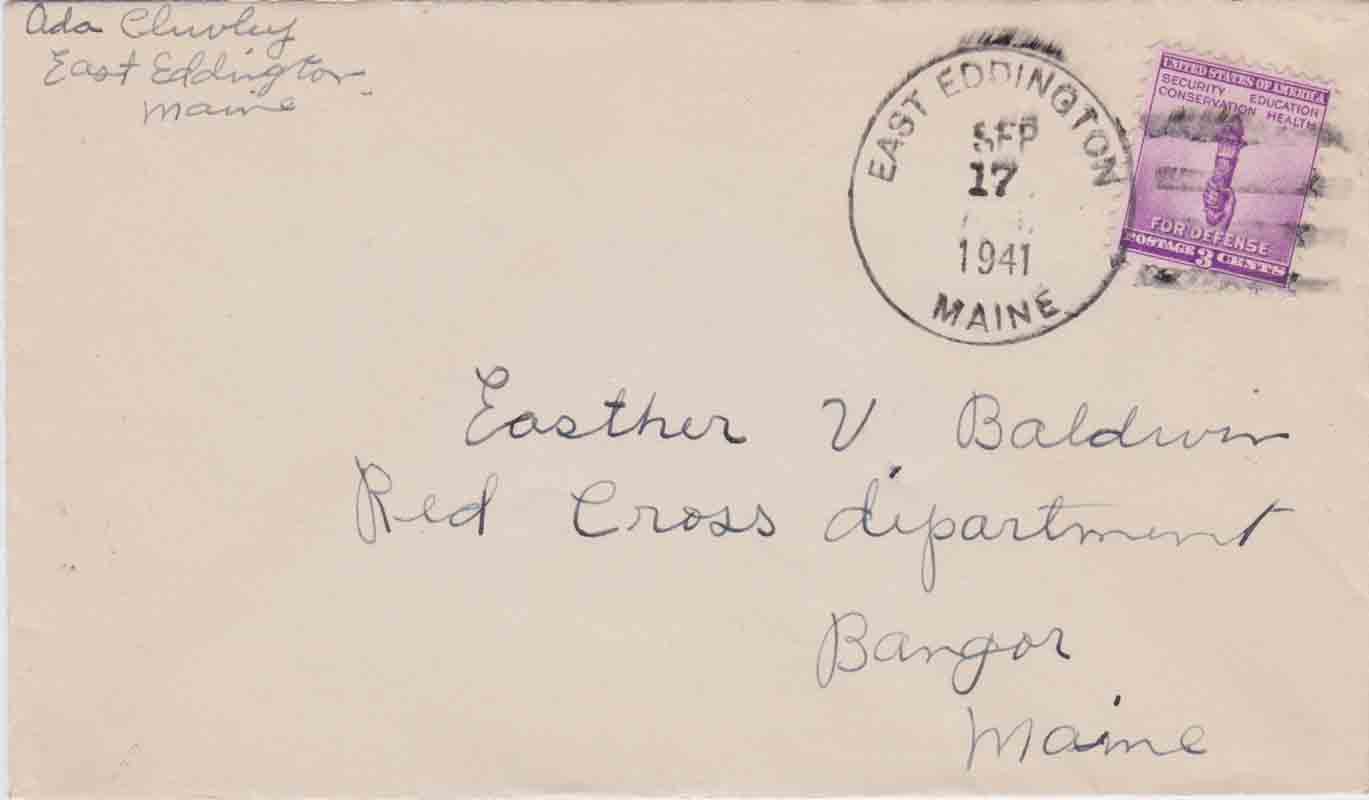 Ada
East Eddington
Maine
EAST EDDINGTON
SEP
17
1941
MAINE
UNITED STATES OF AMERICA
SECURITY EDUCATION
CONSERVATION HEALTH
FOR DEFENSE
POSTAGE 3 CENTS
Easther V. Baldwin
Red Cross department
Bangor
Maine